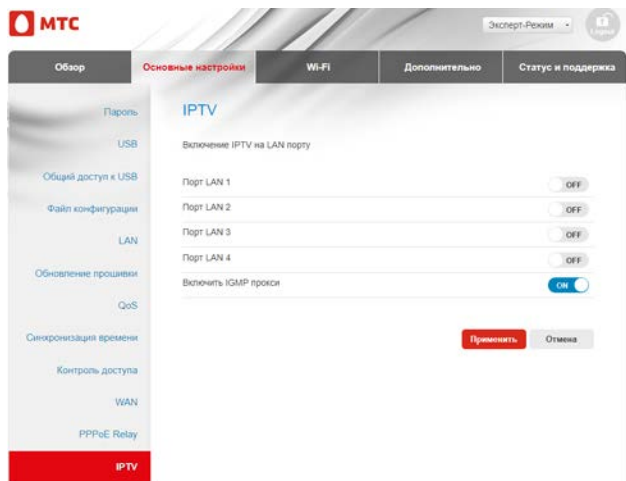 МТС
Эксперт-Режим
Logout
Обзор
Основные настройки
Wi-Fi
Дополнительно
Статус и поддержка
Пароль
USB
Общий доступ к USB
Файл конфигурации
LAN
Обновление прошивки
QoS
Синхронизация времени
Контроль доступа
WAN
PPPoE Relay
IPTV
IPTV
Включение IPTV на LAN порту
Порт LAN 1 OFF
Порт LAN 2 OFF
Порт LAN 3 OFF
Порт LAN 4 OFF
Включить IGMP прокси ON
Применить Отмена